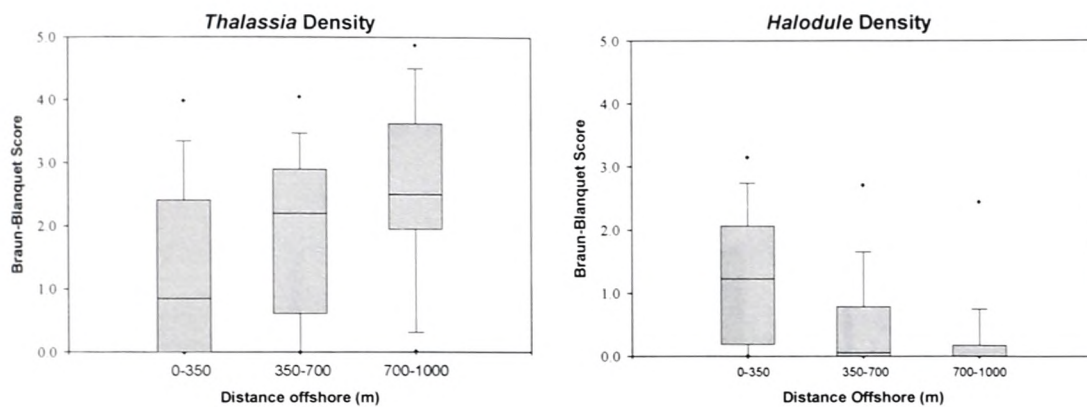 Thalassia Density
5.0
4.0
3.0
2.0
1.0
0.0
Braun-Blanquet Score
0-350 350-700 700-1000
Distance offshore (m)
Halodule Density
5.0
4.0
3.0
2.0
1.0
0.0
Braun-Blanquet Score
0-350 350-700 700-1000
Distance Offshore (m)